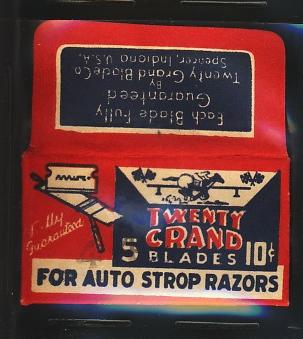 Each Blade Fully
Guaranteed
By
Twenty Grand Blade Co
Spencer, Indiana U.S.A.
Fully
Guaranteed
TWENTY
GRAND
5 BLADES 10¢
FOR AUTO STROP RAZORS